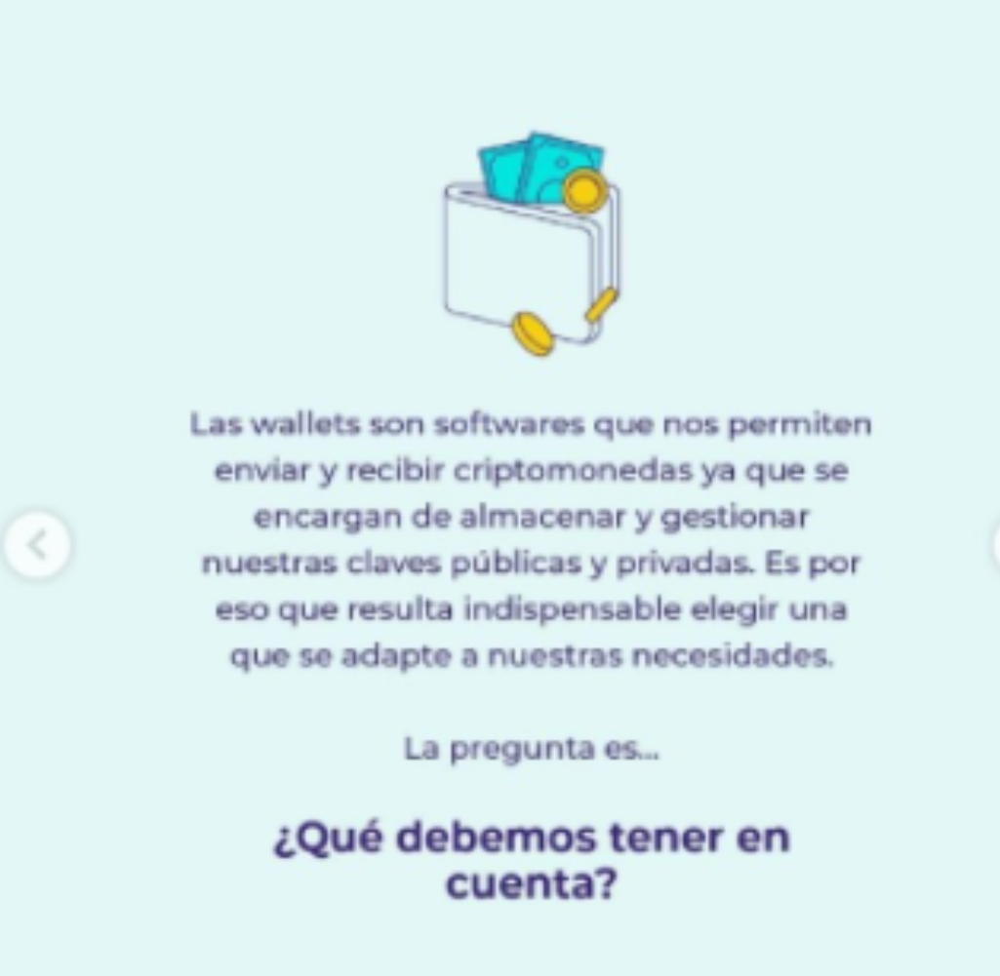 Las wallets son softwares que nos permiten
enviar y recibir criptomonedas ya que se
encargan de almacenar y gestionar
nuestras claves públicas y privadas. Es por
eso que resulta indispensable elegir una
que se adapte a nuestras necesidades.
La pregunta es...
¿Qué debemos tener en
cuenta?